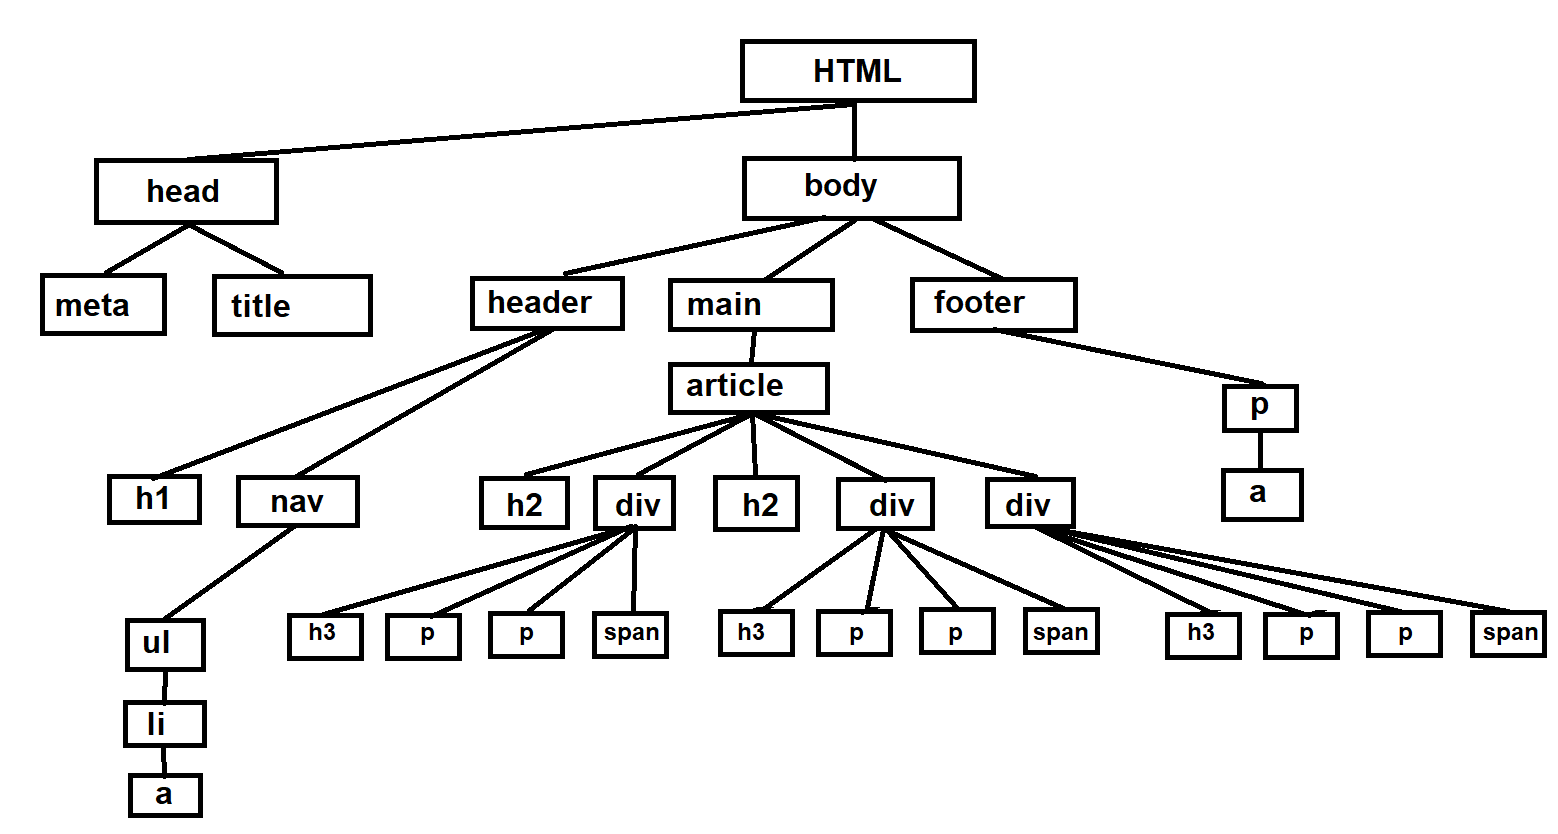 HTML
head
body
meta
title
header
main
footer
article
p
h1
nav
h2
div
h2
div
div
a
ul
h3
p
p
span
h3
p
p
span
h3
p
p
span
li
a